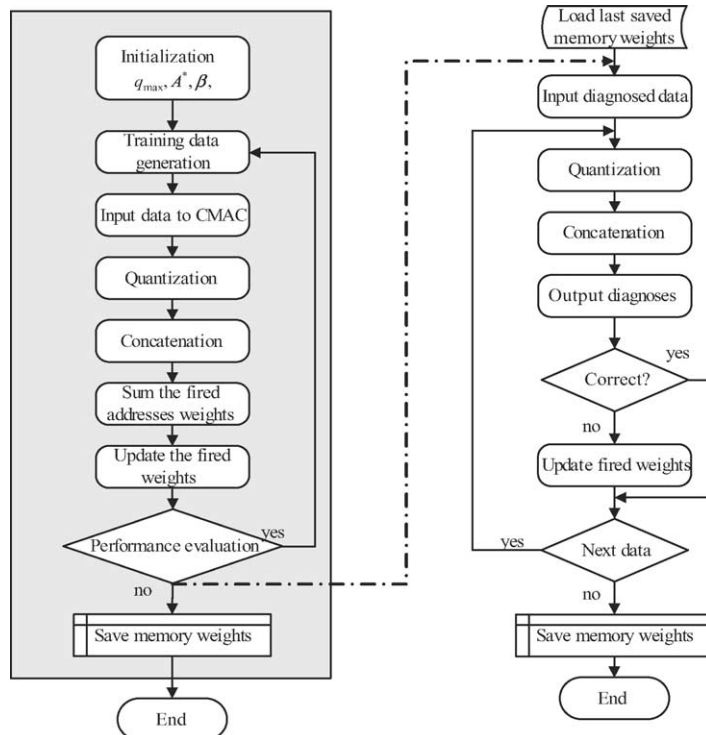 Initialization
q_max, A*, β,
Training data
generation
Input data to CMAC
Quantization
Concatenation
Sum the fired
addresses weights
Update the fired
weights
yes
Performance evaluation
no
Save memory weights
End
Load last saved
memory weights
Input diagnosed data
Quantization
Concatenation
Output diagnoses
yes
Correct?
no
Update fired weights
yes
Next data
no
Save memory weights
End